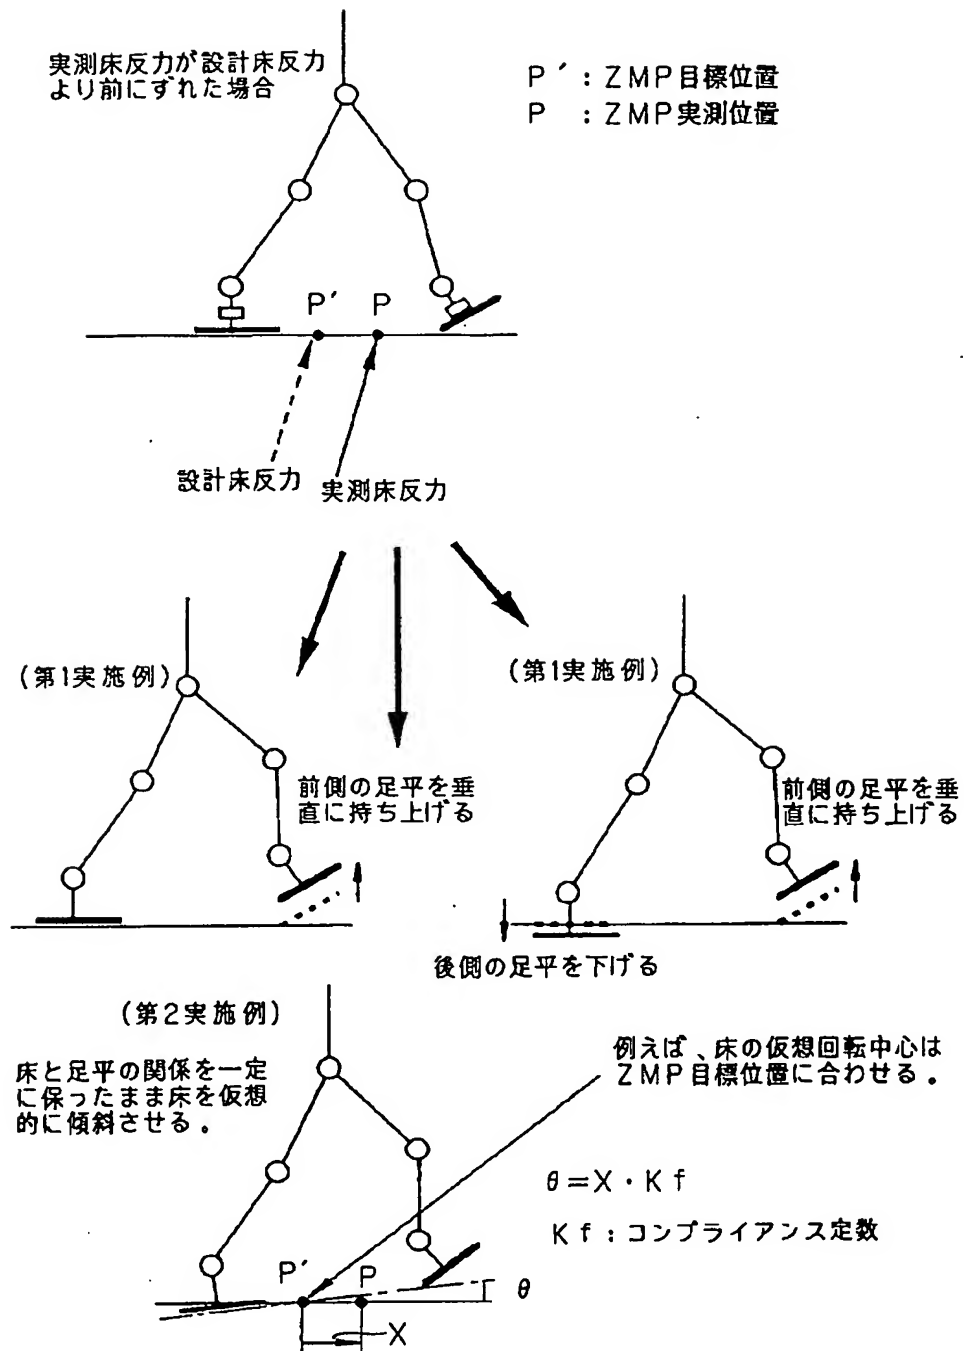 実測床反力が設計床反力
より前にずれた場合
P′：ZMP目標位置
P ：ZMP実測位置
P′ P
設計床反力 実測床反力
(第1実施例)
前側の足平を垂
直に持ち上げる
(第1実施例)
前側の足平を垂
直に持ち上げる
後側の足平を下げる
(第2実施例)
床と足平の関係を一定
に保ったまま床を仮想
的に傾斜させる．
例えば、床の仮想回転中心は
ZMP目標位置に合わせる．
θ＝X・Kf
Kf：コンプライアンス定数
P′ P
θ
X